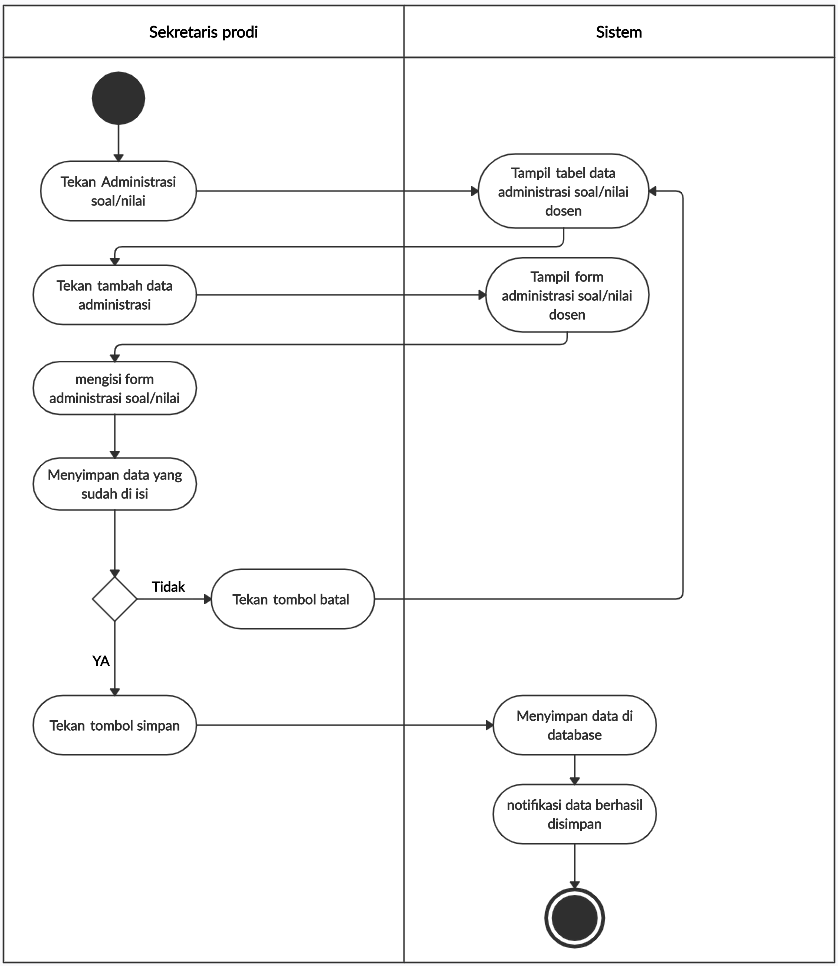 Sekretaris prodi
Sistem
Tekan Administrasi
soal/nilai
Tampil tabel data
administrasi soal/nilai
dosen
Tekan tambah data
administrasi
Tampil form
administrasi soal/nilai
dosen
mengisi form
administrasi soal/nilai
Menyimpan data yang
sudah di isi
Tidak
Tekan tombol batal
YA
Tekan tombol simpan
Menyimpan data di
database
notifikasi data berhasil
disimpan